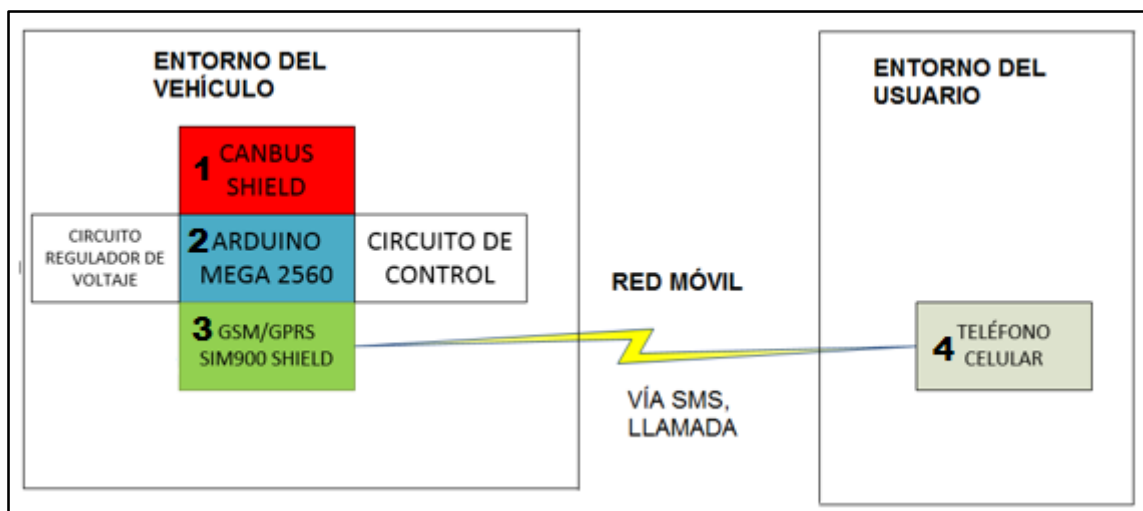 ENTORNO DEL
VEHÍCULO
1 CANBUS
SHIELD
CIRCUITO
REGULADOR DE
VOLTAJE
2 ARDUINO
MEGA 2560
CIRCUITO DE
CONTROL
3 GSM/GPRS
SIM900 SHIELD
RED MÓVIL
VÍA SMS,
LLAMADA
ENTORNO DEL
USUARIO
4 TELÉFONO
CELULAR